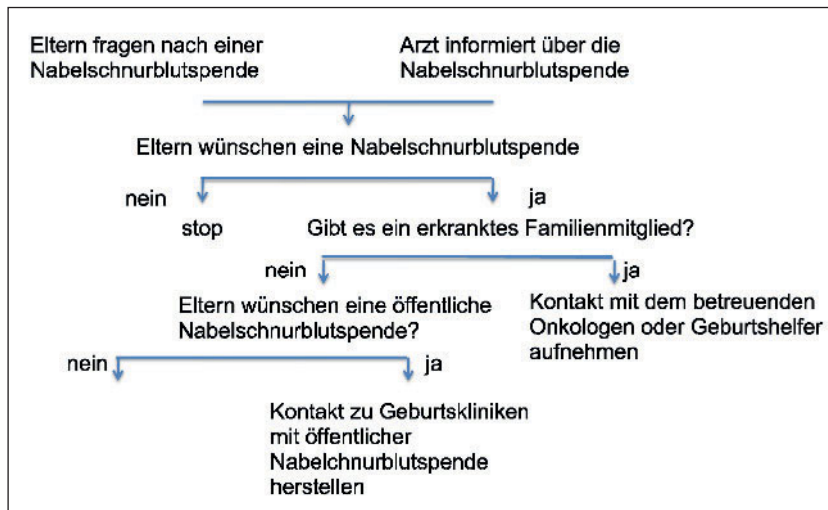 Eltern fragen nach einer
Nabelschnurblutspende
Arzt informiert über die
Nabelschnurblutspende
Eltern wünschen eine Nabelschnurblutspende
nein
ja
stop
Gibt es ein erkranktes Familienmitglied?
nein
ja
Eltern wünschen eine öffentliche
Nabelschnurblutspende?
Kontakt mit dem betreuenden
Onkologen oder Geburtshelfer
aufnehmen
nein
ja
Kontakt zu Geburtskliniken
mit öffentlicher
Nabelchnurblutspende
herstellen